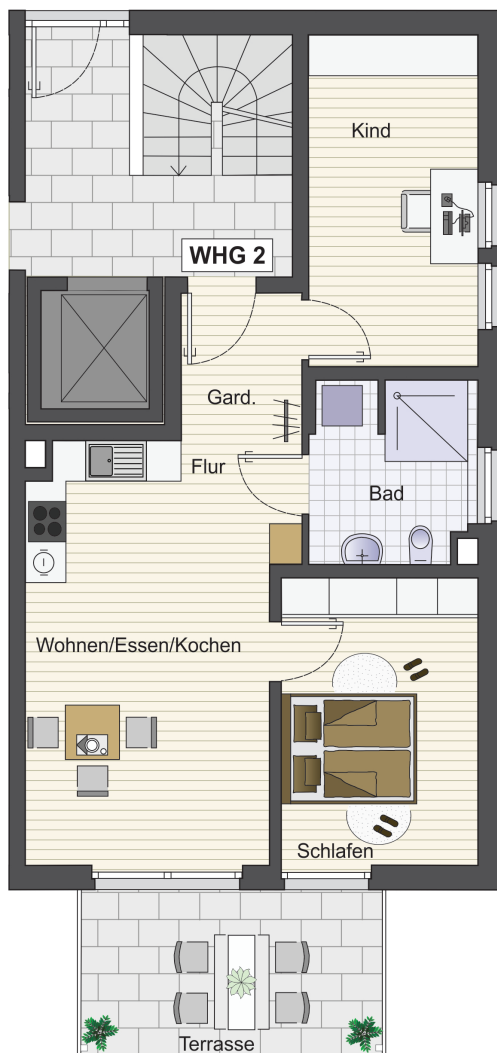 Kind
WHG 2
Gard.
Flur
Bad
Wohnen/Essen/Kochen
Schlafen
Terrasse